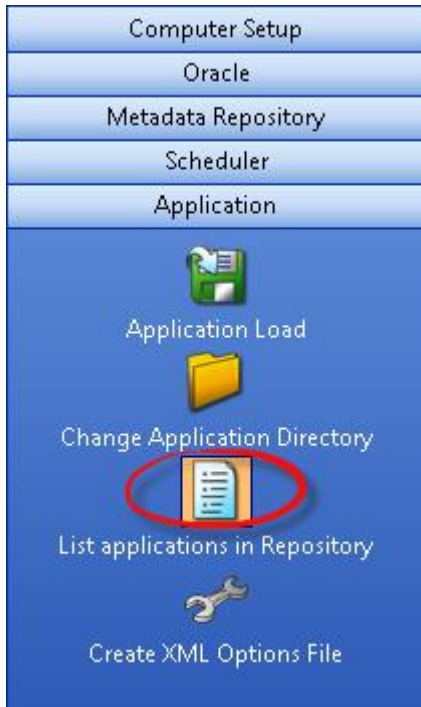 Computer Setup
Oracle
Metadata Repository
Scheduler
Application
Application Load
Change Application Directory
List applications in Repository
Create XML Options File